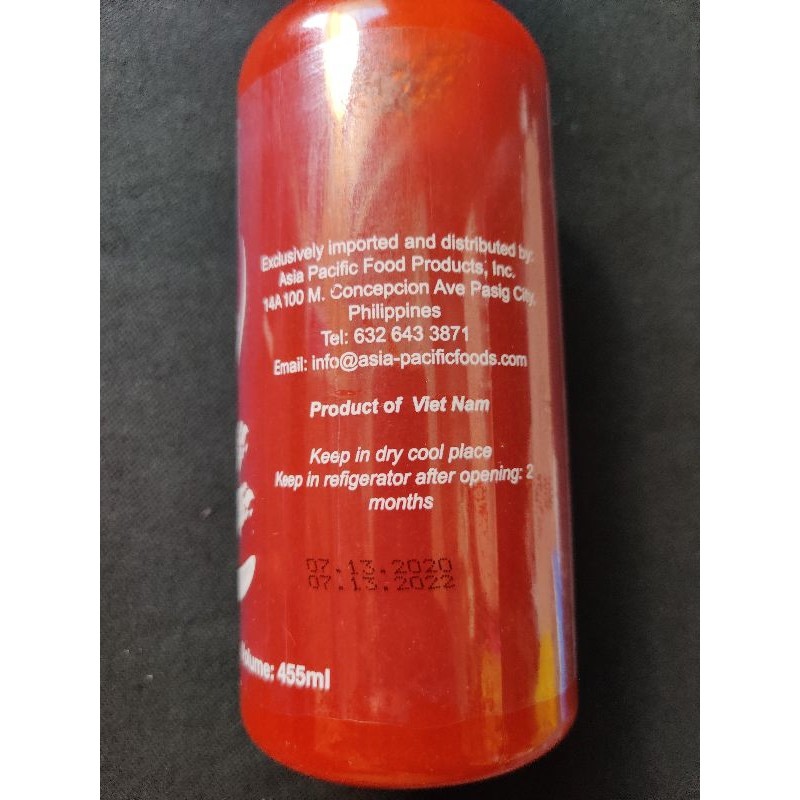 Exclusively imported and distributed by:
Asia Pacific Food Products, Inc.
14A 100 M. Concepcion Ave Pasig City,
Philippines
Tel: 632 643 3871
Email: info@asia-pacificfoods.com
Product of Viet Nam
Keep in dry cool place
Keep in refigerator after opening: 2
months
07.13.2020
07.13.2022
Volume: 455ml